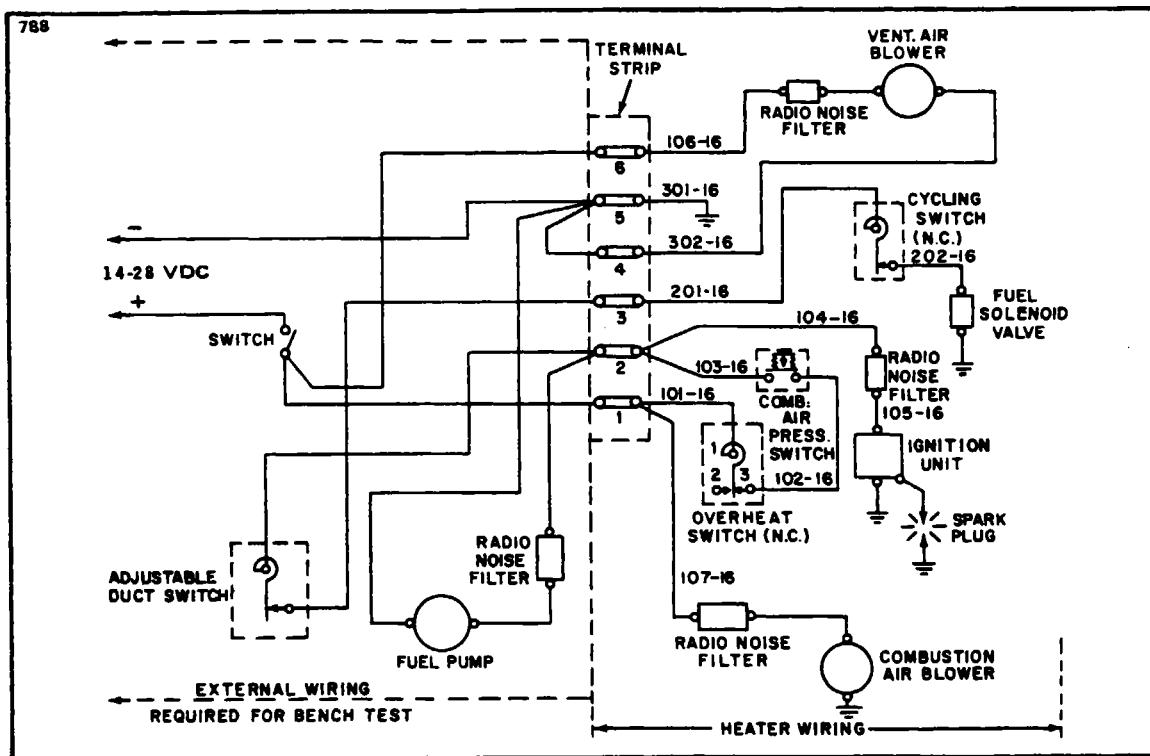 788
TERMINAL
STRIP
VENT. AIR
BLOWER
RADIO NOISE
FILTER
106-16
6
301-16
5
302-16
4
CYCLING
SWITCH
(N.C.)
202-16
-
14-28 VDC
+
201-16
3
FUEL
SOLENOID
VALVE
SWITCH
104-16
2
103-16
RADIO
NOISE
FILTER
105-16
101-16
1
COMB.
AIR
PRESS.
SWITCH
1
2
3
102-16
IGNITION
UNIT
OVERHEAT
SWITCH (N.C.)
SPARK
PLUG
RADIO
NOISE
FILTER
ADJUSTABLE
DUCT SWITCH
107-16
FUEL PUMP
RADIO NOISE
FILTER
COMBUSTION
AIR BLOWER
EXTERNAL WIRING
REQUIRED FOR BENCH TEST
HEATER WIRING